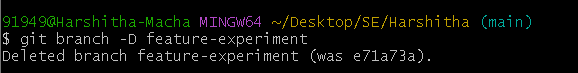 91949@Harshitha-Macha MINGW64 ~/Desktop/SE/Harshitha (main)
$ git branch -D feature-experiment
Deleted branch feature-experiment (was e71a73a).